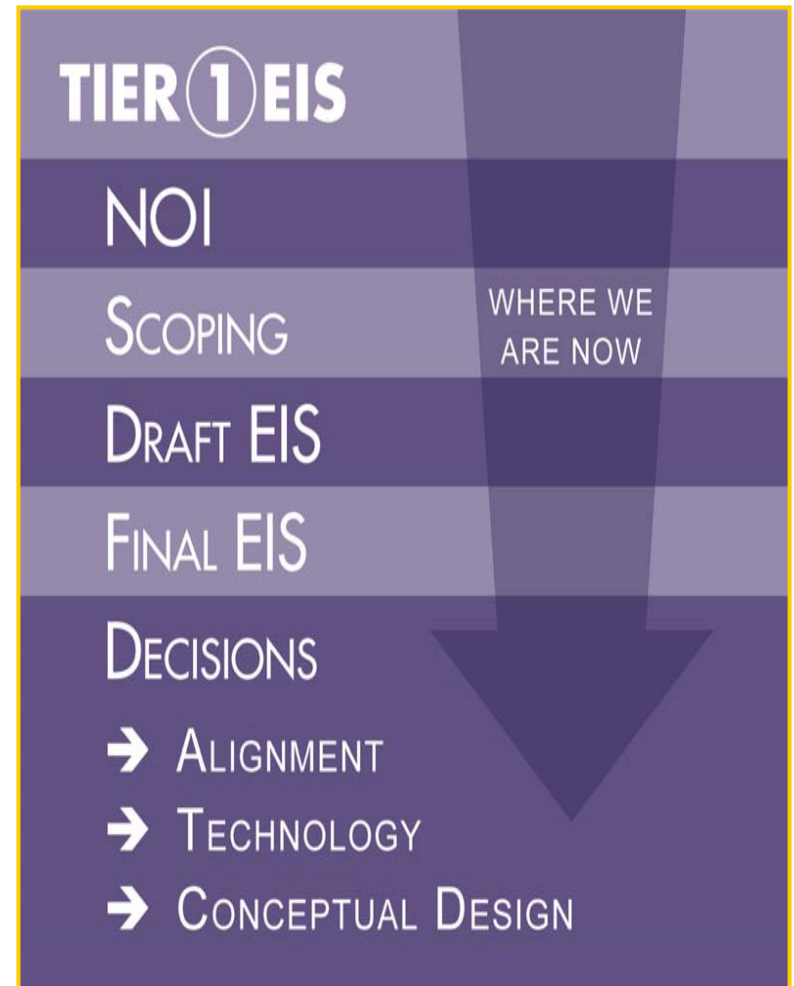 TIER 1 EIS
NOI
SCOPING
WHERE WE
ARE NOW
DRAFT EIS
FINAL EIS
DECISIONS
➔ ALIGNMENT
➔ TECHNOLOGY
➔ CONCEPTUAL DESIGN